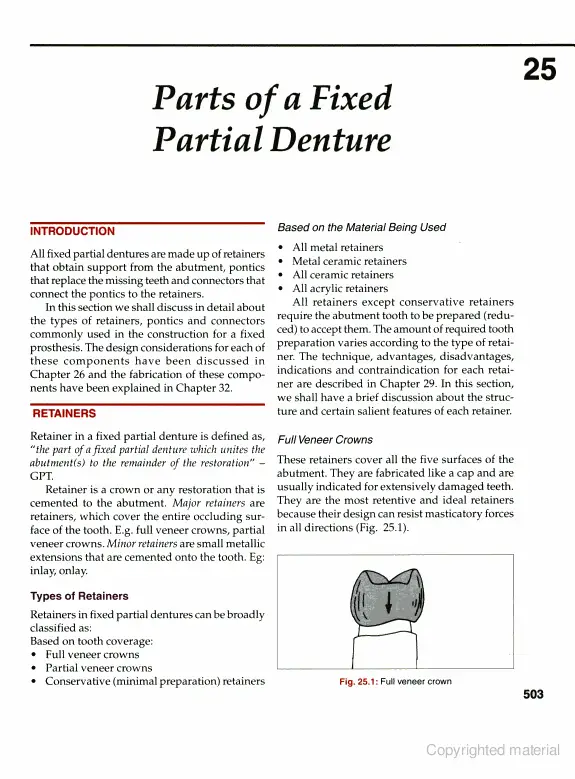 25
Parts of a Fixed
Partial Denture
INTRODUCTION
All fixed partial dentures are made up of retainers
that obtain support from the abutment, pontics
that replace the missing teeth and connectors that
connect the pontics to the retainers.
In this section we shall discuss in detail about
the types of retainers, pontics and connectors
commonly used in the construction for a fixed
prosthesis. The design considerations for each of
these components have been discussed in
Chapter 26 and the fabrication of these compo-
nents have been explained in Chapter 32.
RETAINERS
Retainer in a fixed partial denture is defined as,
"the part of a fixed partial denture which unites the
abutment(s) to the remainder of the restoration" –
GPT.
Retainer is a crown or any restoration that is
cemented to the abutment. Major retainers are
retainers, which cover the entire occluding sur-
face of the tooth. E.g. full veneer crowns, partial
veneer crowns. Minor retainers are small metallic
extensions that are cemented onto the tooth. Eg:
inlay, onlay.
Types of Retainers
Retainers in fixed partial dentures can be broadly
classified as:
Based on tooth coverage:
• Full veneer crowns
• Partial veneer crowns
• Conservative (minimal preparation) retainers
Based on the Material Being Used
• All metal retainers
• Metal ceramic retainers
• All ceramic retainers
• All acrylic retainers
All retainers except conservative retainers
require the abutment tooth to be prepared (redu-
ced) to accept them. The amount of required tooth
preparation varies according to the type of retai-
ner. The technique, advantages, disadvantages,
indications and contraindication for each retai-
ner are described in Chapter 29. In this section,
we shall have a brief discussion about the struc-
ture and certain salient features of each retainer.
Full Veneer Crowns
These retainers cover all the five surfaces of the
abutment. They are fabricated like a cap and are
usually indicated for extensively damaged teeth.
They are the most retentive and ideal retainers
because their design can resist masticatory forces
in all directions (Fig. 25.1).
Fig. 25.1: Full veneer crown
503
Copyrighted material